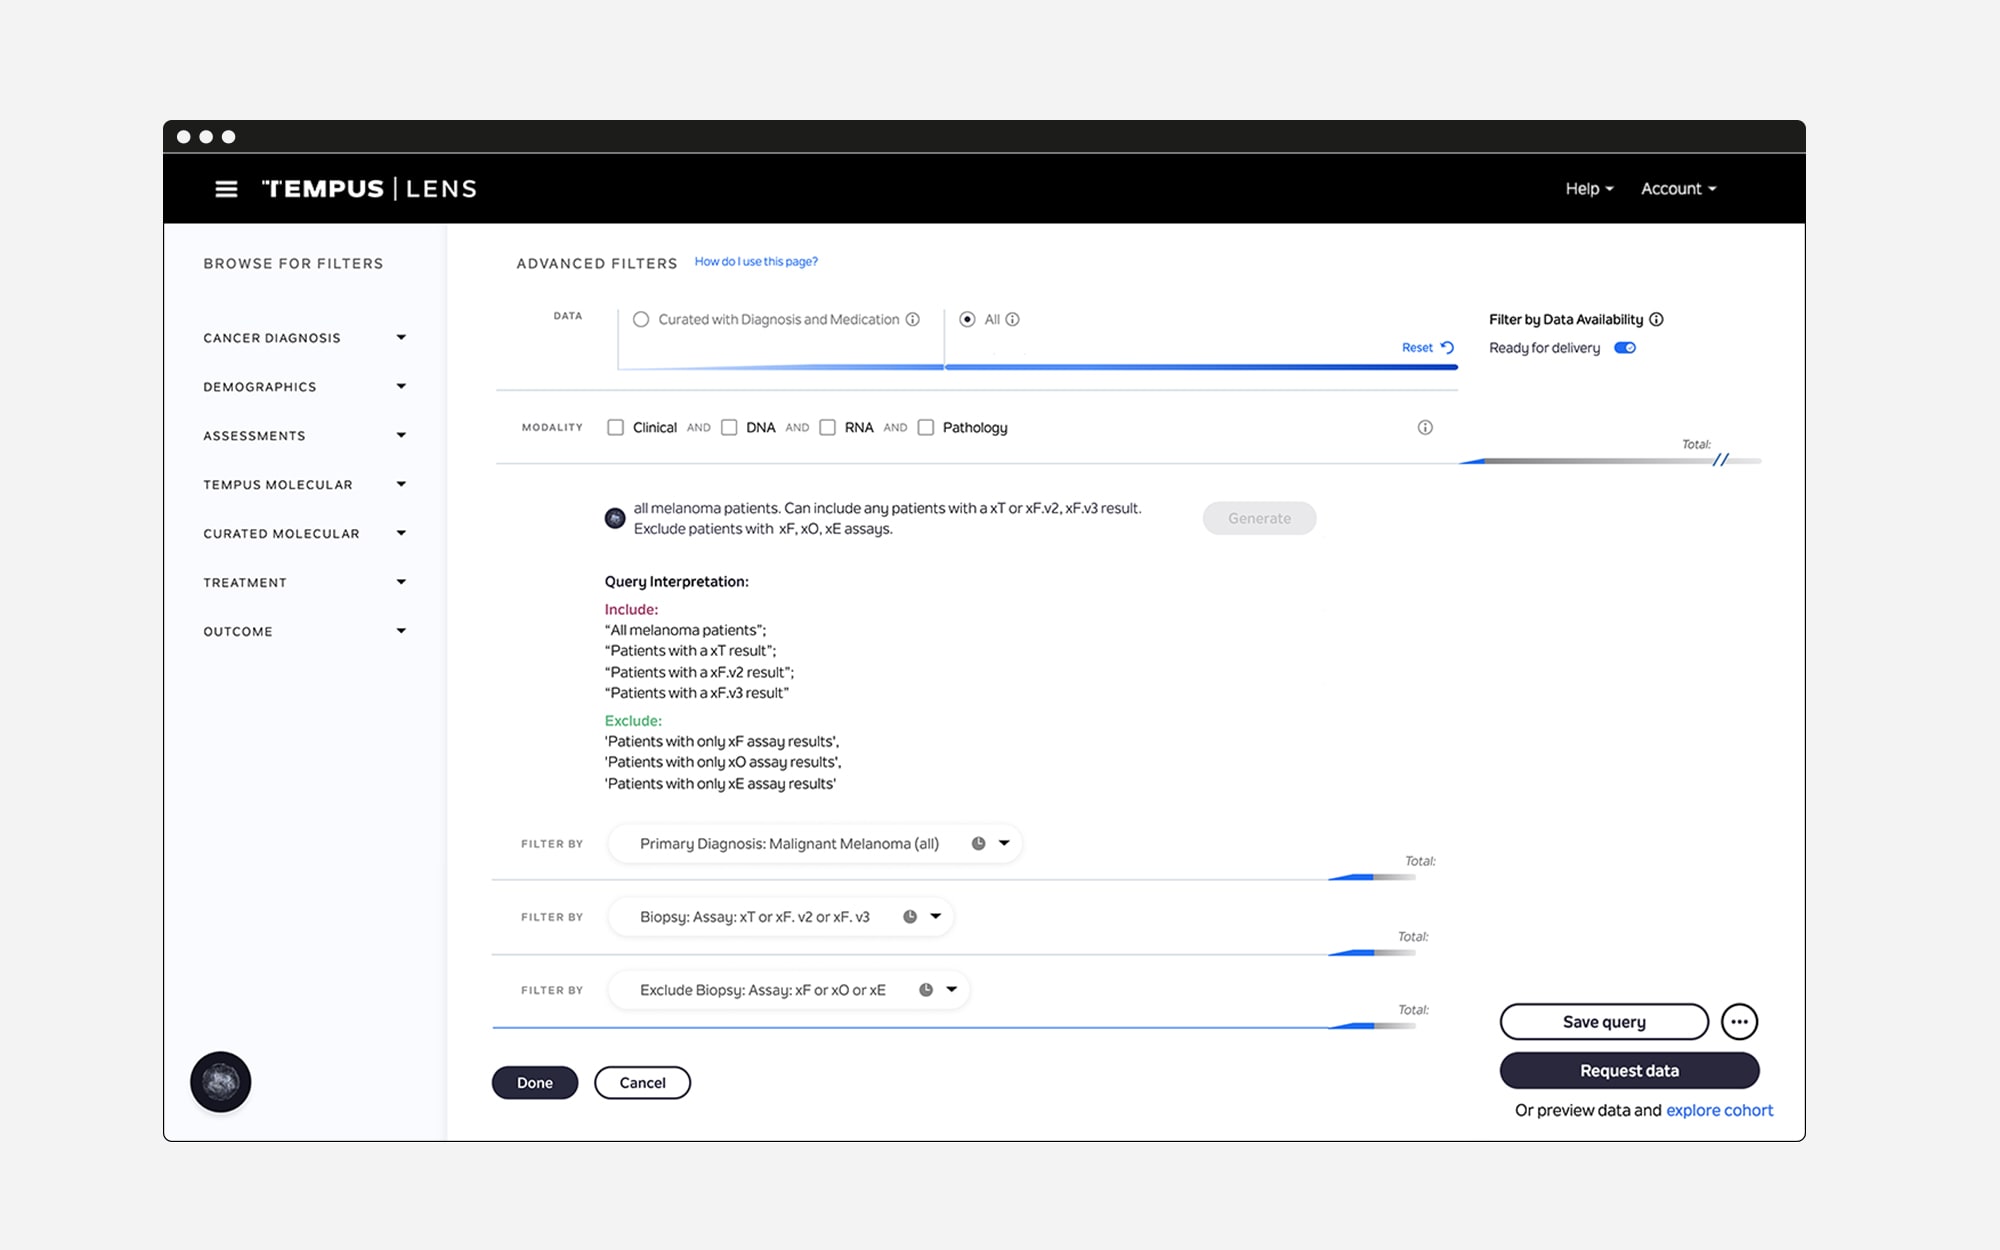 TEMPUS | LENS
Help
Account
BROWSE FOR FILTERS
CANCER DIAGNOSIS
DEMOGRAPHICS
ASSESSMENTS
TEMPUS MOLECULAR
CURATED MOLECULAR
TREATMENT
OUTCOME
ADVANCED FILTERS
How do I use this page?
DATA
Curated with Diagnosis and Medication
All
Reset
Filter by Data Availability
Ready for delivery
MODALITY
Clinical AND DNA AND RNA AND Pathology
Total:
all melanoma patients. Can include any patients with a xT or xF.v2, xF.v3 result.
Exclude patients with xF, xO, xE assays.
Generate
Query Interpretation:
Include:
“All melanoma patients”;
“Patients with a xT result”;
“Patients with a xF.v2 result”;
“Patients with a xF.v3 result”
Exclude:
'Patients with only xF assay results',
'Patients with only xO assay results',
'Patients with only xE assay results'
FILTER BY
Primary Diagnosis: Malignant Melanoma (all)
Total:
FILTER BY
Biopsy: Assay: xT or xF. v2 or xF. v3
Total:
FILTER BY
Exclude Biopsy: Assay: xF or xO or xE
Total:
Done
Cancel
Save query
Request data
Or preview data and explore cohort